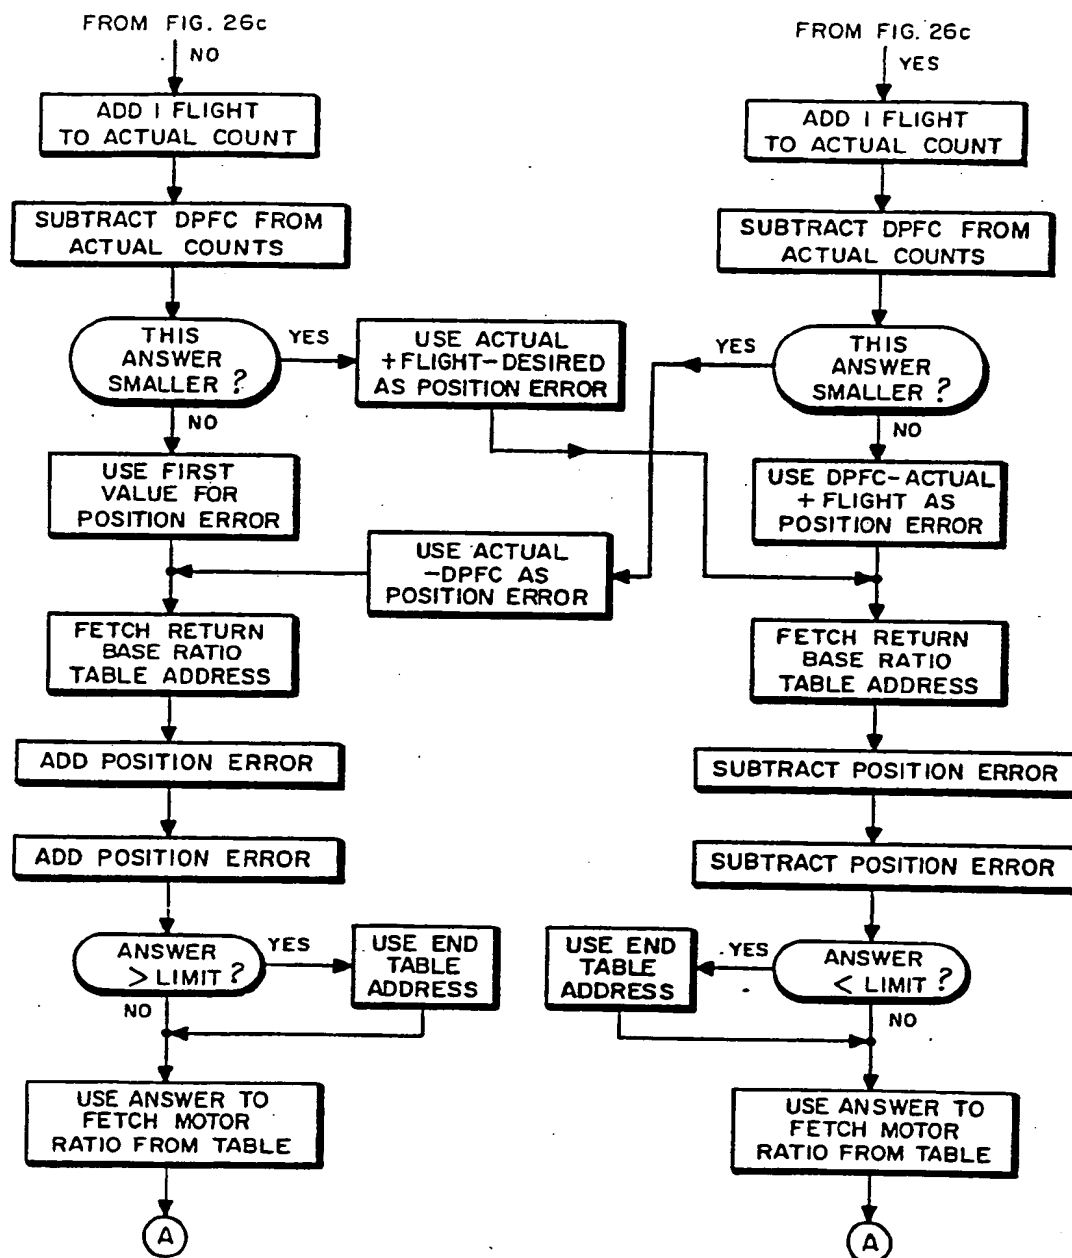 FROM FIG. 26c
NO
ADD 1 FLIGHT
TO ACTUAL COUNT
SUBTRACT DPFC FROM
ACTUAL COUNTS
THIS
ANSWER
SMALLER ?
YES
USE ACTUAL
+FLIGHT-DESIRED
AS POSITION ERROR
NO
USE FIRST
VALUE FOR
POSITION ERROR
USE ACTUAL
-DPFC AS
POSITION ERROR
FETCH RETURN
BASE RATIO
TABLE ADDRESS
ADD POSITION ERROR
ADD POSITION ERROR
ANSWER
> LIMIT ?
YES
USE END
TABLE
ADDRESS
NO
USE ANSWER TO
FETCH MOTOR
RATIO FROM TABLE
A
FROM FIG. 26c
YES
ADD 1 FLIGHT
TO ACTUAL COUNT
SUBTRACT DPFC FROM
ACTUAL COUNTS
THIS
ANSWER
SMALLER ?
YES
NO
USE DPFC-ACTUAL
+ FLIGHT AS
POSITION ERROR
FETCH RETURN
BASE RATIO
TABLE ADDRESS
SUBTRACT POSITION ERROR
SUBTRACT POSITION ERROR
ANSWER
< LIMIT ?
YES
USE END
TABLE
ADDRESS
NO
USE ANSWER TO
FETCH MOTOR
RATIO FROM TABLE
A